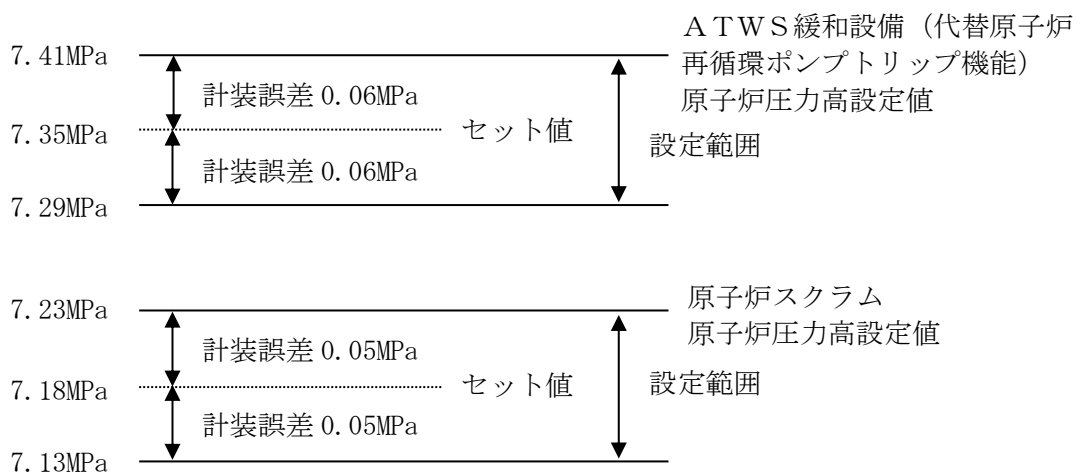 ATWS緩和設備（代替原子炉
再循環ポンプトリップ機能）
原子炉圧力高設定値
7.41MPa
計装誤差 0.06MPa
7.35MPa
セット値
設定範囲
計装誤差 0.06MPa
7.29MPa
原子炉スクラム
原子炉圧力高設定値
7.23MPa
計装誤差 0.05MPa
7.18MPa
セット値
設定範囲
計装誤差 0.05MPa
7.13MPa